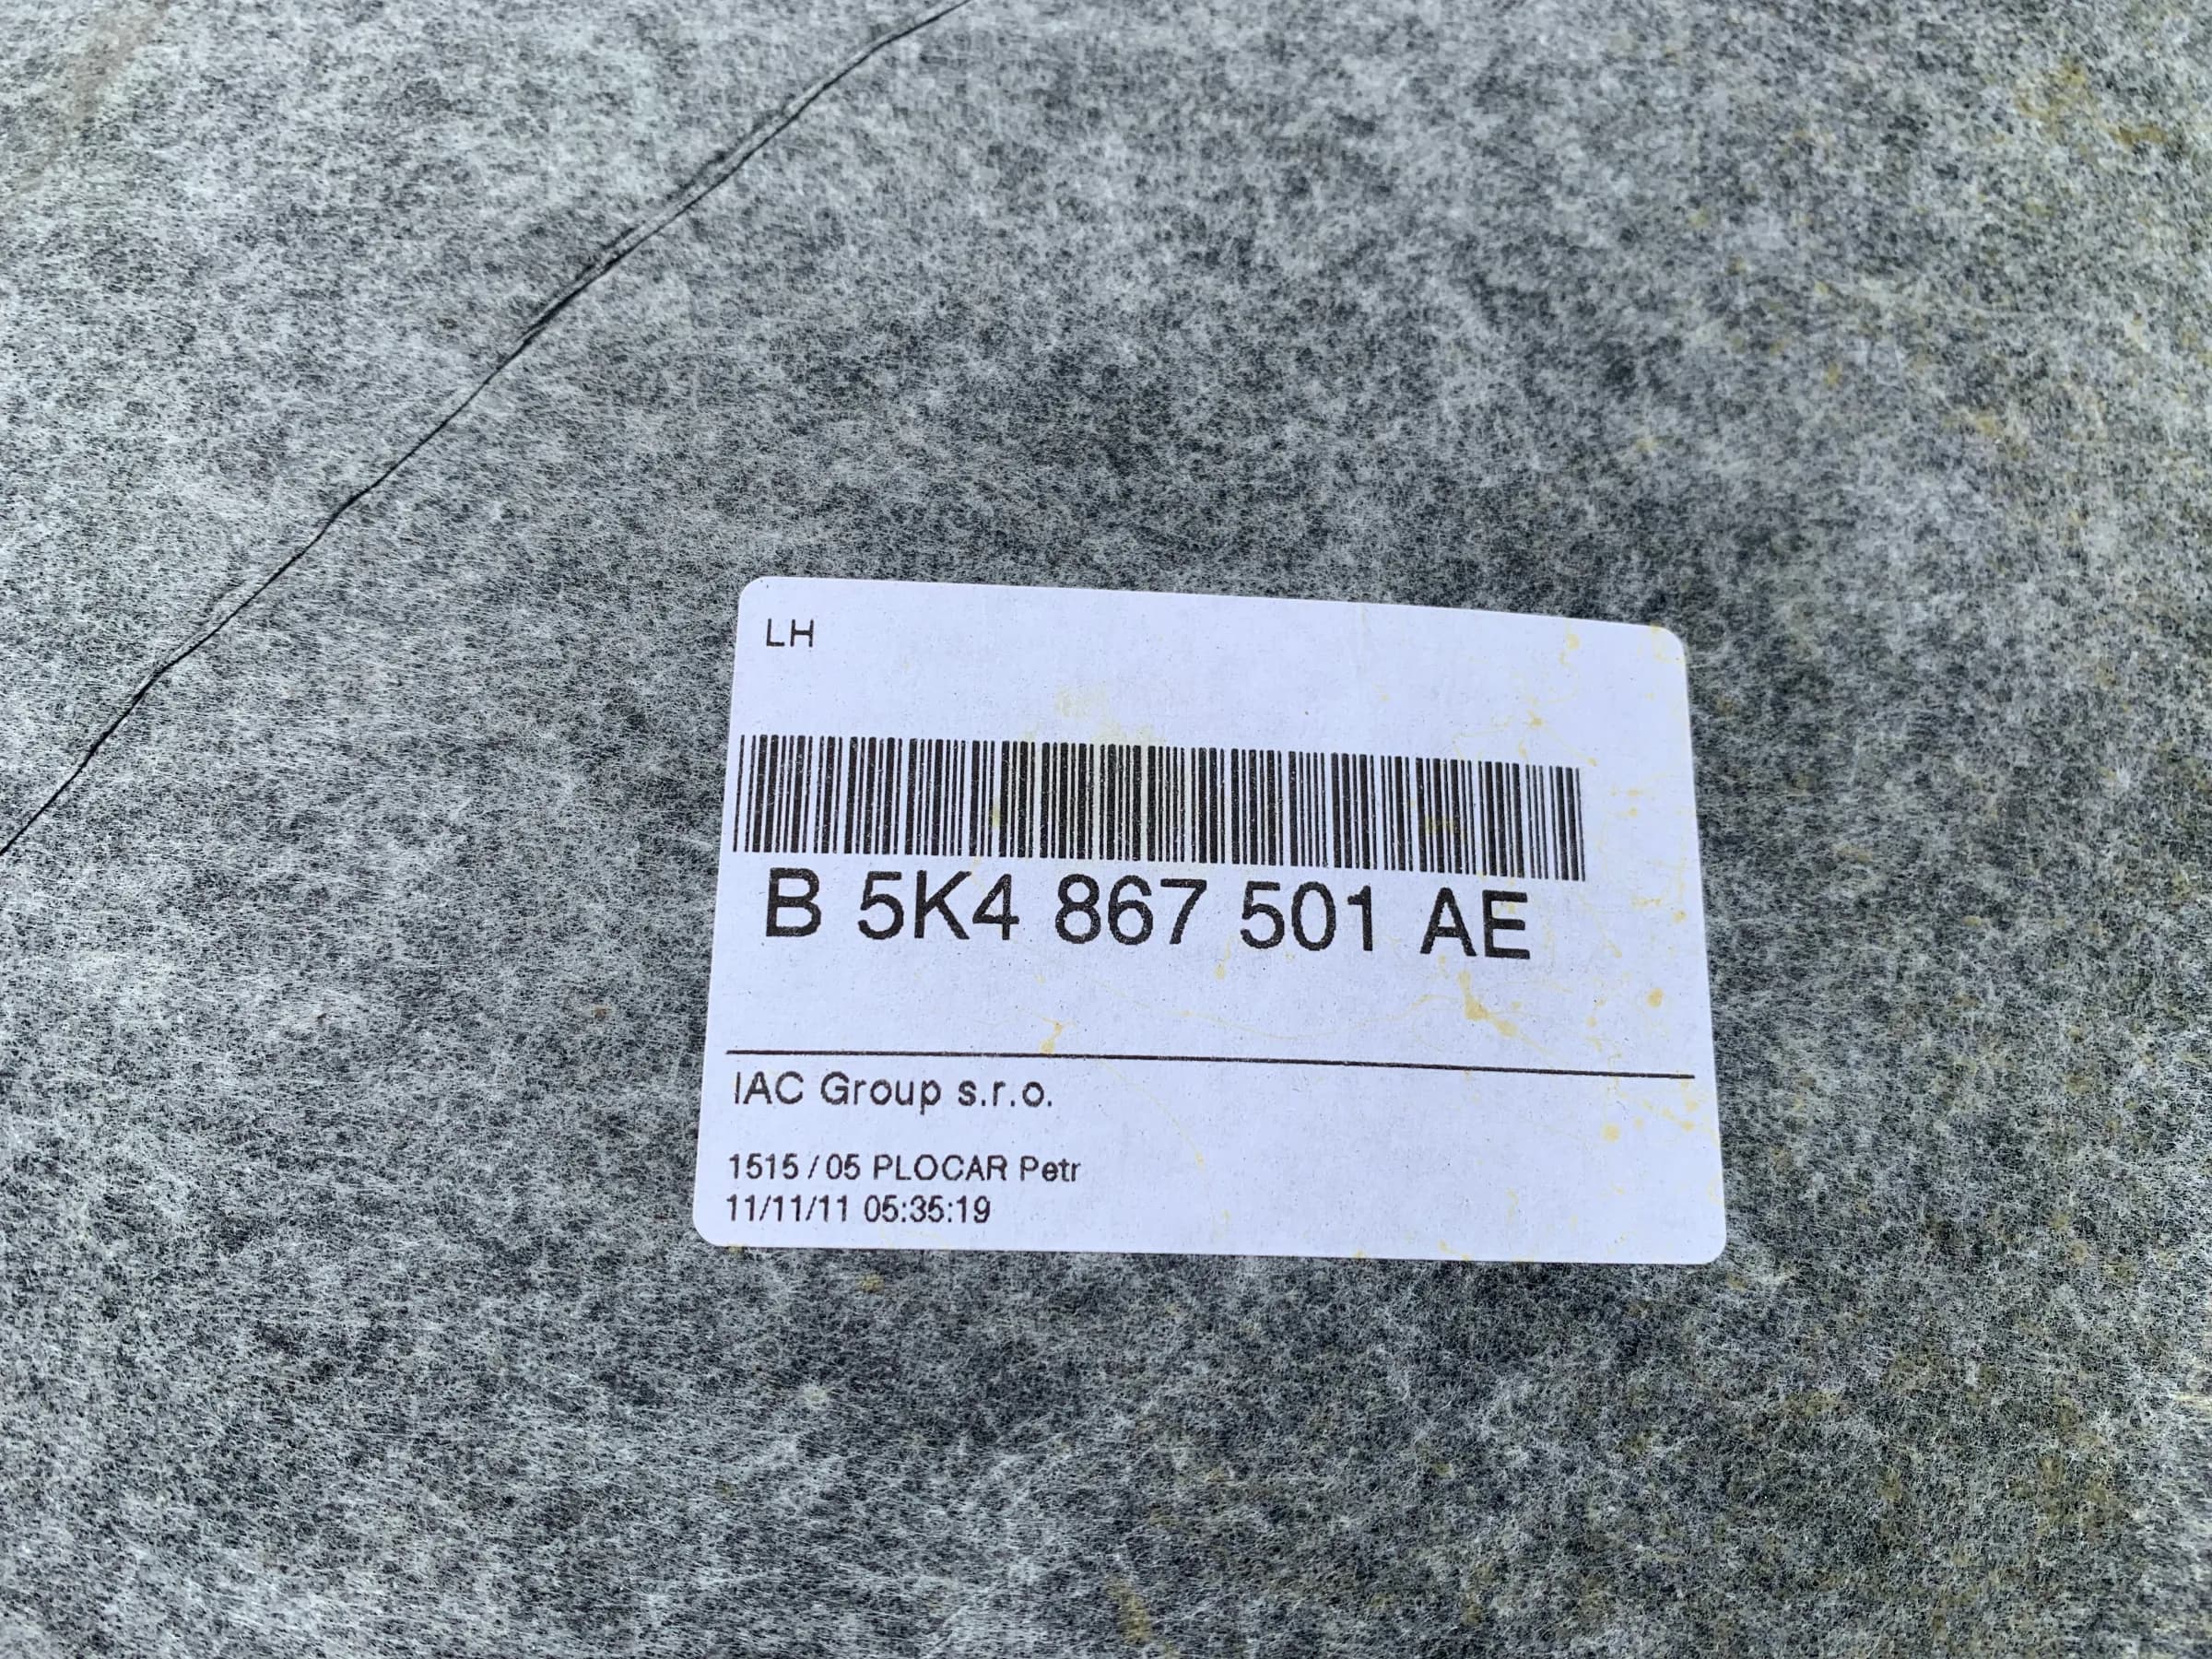 LH
B 5K4 867 501 AE
IAC Group s.r.o.
1515 / 05 PLOCAR Petr
11/11/11 05:35:19